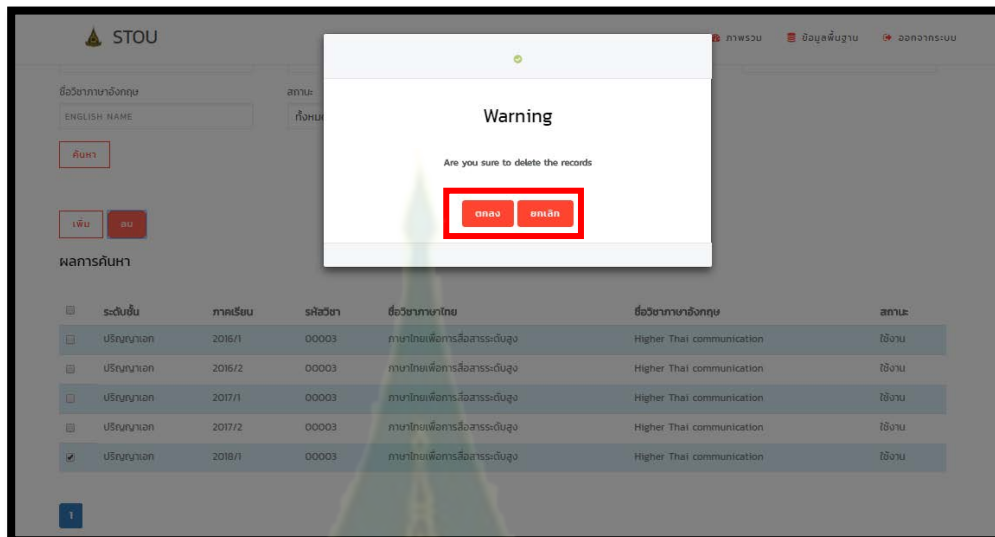 STOU
ภาพรวม ข้อมูลพื้นฐาน ออกจากระบบ
ชื่อวิชาภาษาอังกฤษ สถานะ
ENGLISH NAME ทั้งหมด
ค้นหา
Warning
Are you sure to delete the records
ตกลง ยกเลิก
เพิ่ม ลบ
ผลการค้นหา
ระดับชั้น ภาคเรียน รหัสวิชา ชื่อวิชาภาษาไทย ชื่อวิชาภาษาอังกฤษ สถานะ
ปริญญาเอก 2016/1 00003 ภาษาไทยเพื่อการสื่อสารระดับสูง Higher Thai communication ใช้งาน
ปริญญาเอก 2016/2 00003 ภาษาไทยเพื่อการสื่อสารระดับสูง Higher Thai communication ใช้งาน
ปริญญาเอก 2017/1 00003 ภาษาไทยเพื่อการสื่อสารระดับสูง Higher Thai communication ใช้งาน
ปริญญาเอก 2017/2 00003 ภาษาไทยเพื่อการสื่อสารระดับสูง Higher Thai communication ใช้งาน
ปริญญาเอก 2018/1 00003 ภาษาไทยเพื่อการสื่อสารระดับสูง Higher Thai communication ใช้งาน
1